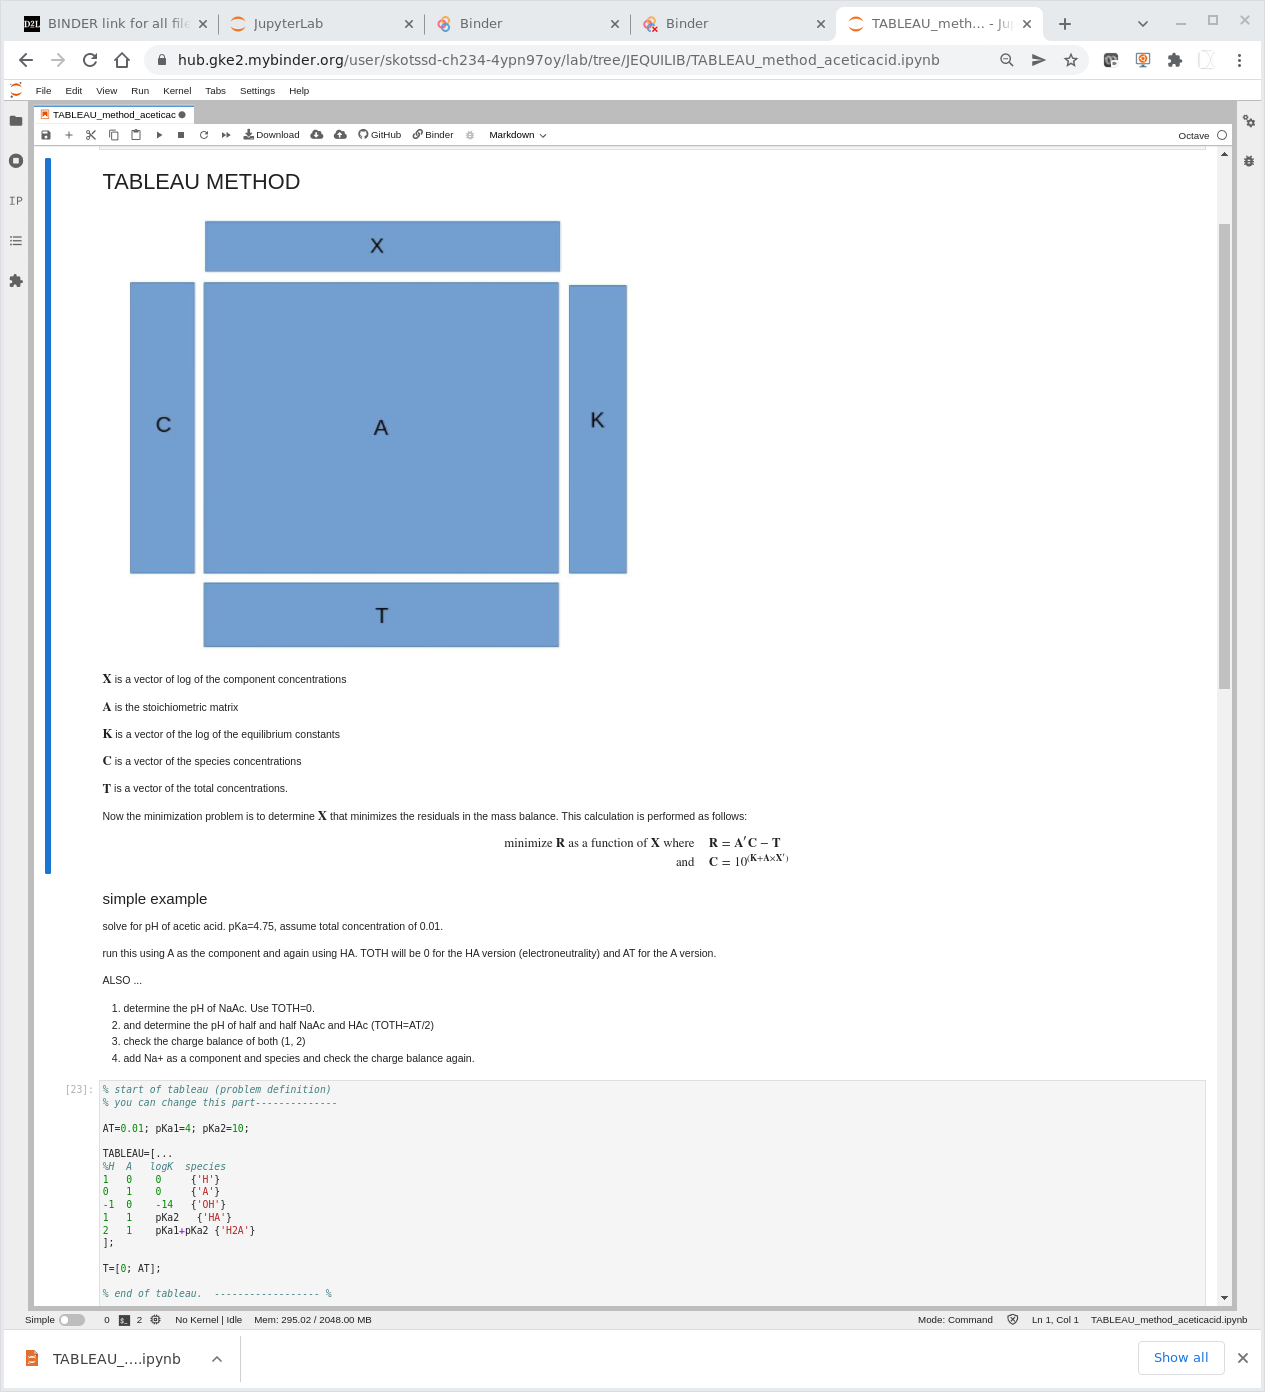 BINDER link for all file
JupyterLab
Binder
Binder
TABLEAU_meth... - Ju
hub.gke2.mybinder.org/user/skotssd-ch234-4ypn97oy/lab/tree/JEQUILIB/TABLEAU_method_aceticacid.ipynb
File Edit View Run Kernel Tabs Settings Help
TABLEAU_method_aceticac
Download GitHub Binder Markdown Octave
IP
TABLEAU METHOD
X
C
A
K
T
X is a vector of log of the component concentrations
A is the stoichiometric matrix
K is a vector of the log of the equilibrium constants
C is a vector of the species concentrations
T is a vector of the total concentrations.
Now the minimization problem is to determine X that minimizes the residuals in the mass balance. This calculation is performed as follows:
minimize R as a function of X where R = A′C − T
and C = 10^(K+A×X′)
simple example
solve for pH of acetic acid. pKa=4.75, assume total concentration of 0.01.
run this using A as the component and again using HA. TOTH will be 0 for the HA version (electroneutrality) and AT for the A version.
ALSO ...
1. determine the pH of NaAc. Use TOTH=0.
2. and determine the pH of half and half NaAc and HAc (TOTH=AT/2)
3. check the charge balance of both (1, 2)
4. add Na+ as a component and species and check the charge balance again.
[23]:
% start of tableau (problem definition)
% you can change this part--------------
AT=0.01; pKa1=4; pKa2=10;
TABLEAU=[...
%H A logK species
1 0 0 {'H'}
0 1 0 {'A'}
-1 0 -14 {'OH'}
1 1 pKa2 {'HA'}
2 1 pKa1+pKa2 {'H2A'}
];
T=[0; AT];
% end of tableau. ------------------ %
Simple 0 2 No Kernel | Idle Mem: 295.02 / 2048.00 MB Mode: Command Ln 1, Col 1 TABLEAU_method_aceticacid.ipynb
TABLEAU_....ipynb Show all